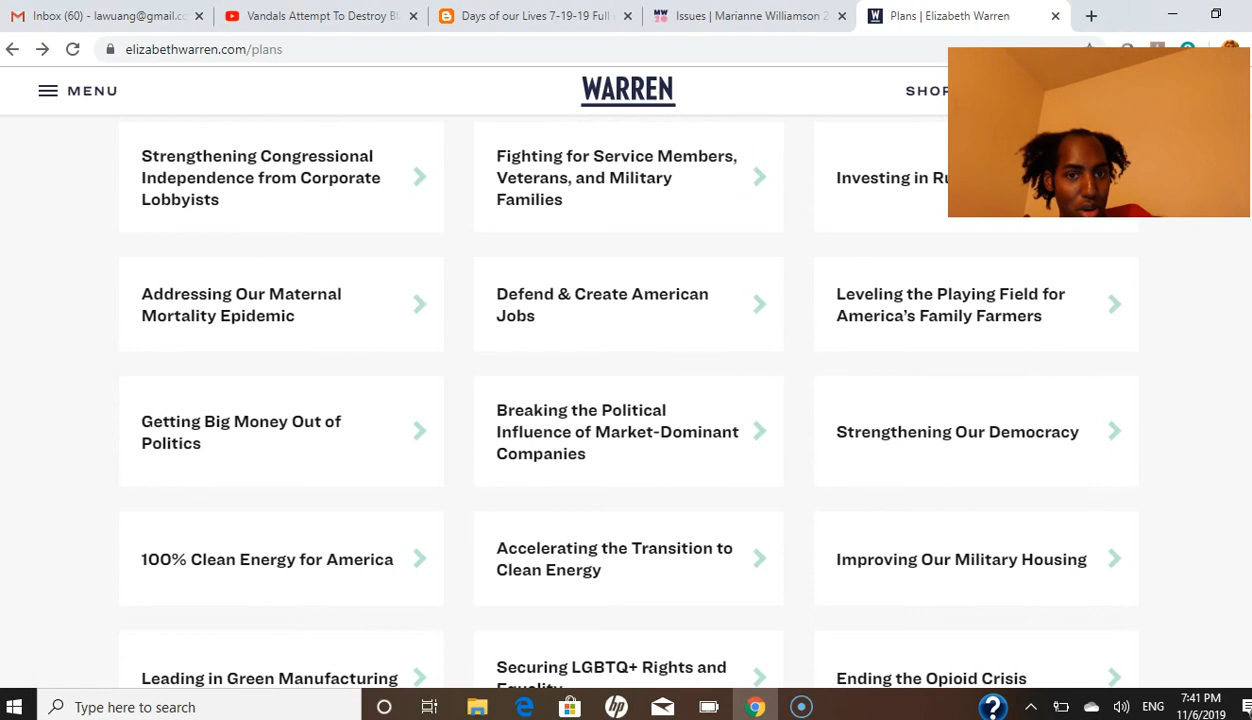 Inbox (60) - lawuang@gmail.c
Vandals Attempt To Destroy Bl
Days of our Lives 7-19-19 Full
Issues | Marianne Williamson 2
Plans | Elizabeth Warren
elizabethwarren.com/plans
MENU
WARREN
SHOP
Strengthening Congressional
Independence from Corporate
Lobbyists
Fighting for Service Members,
Veterans, and Military
Families
Investing in Ru
Addressing Our Maternal
Mortality Epidemic
Defend & Create American
Jobs
Leveling the Playing Field for
America's Family Farmers
Getting Big Money Out of
Politics
Breaking the Political
Influence of Market-Dominant
Companies
Strengthening Our Democracy
100% Clean Energy for America
Accelerating the Transition to
Clean Energy
Improving Our Military Housing
Leading in Green Manufacturing
Securing LGBTQ+ Rights and
Equality
Ending the Opioid Crisis
Type here to search
hp
ENG
7:41 PM
11/6/2019